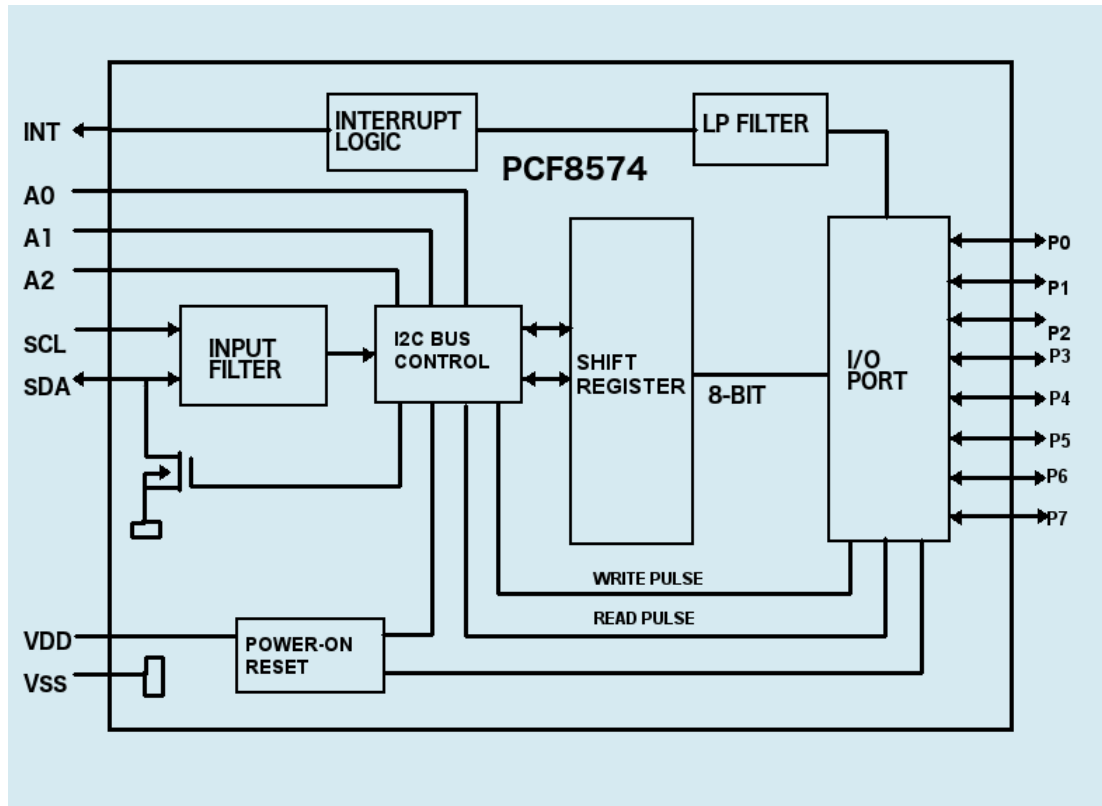 INT
INTERRUPT
LOGIC
LP FILTER
PCF8574
A0
A1
A2
SCL
SDA
INPUT
FILTER
I2C BUS
CONTROL
SHIFT
REGISTER
8-BIT
I/O
PORT
P0
P1
P2
P3
P4
P5
P6
P7
WRITE PULSE
READ PULSE
VDD
VSS
POWER-ON
RESET